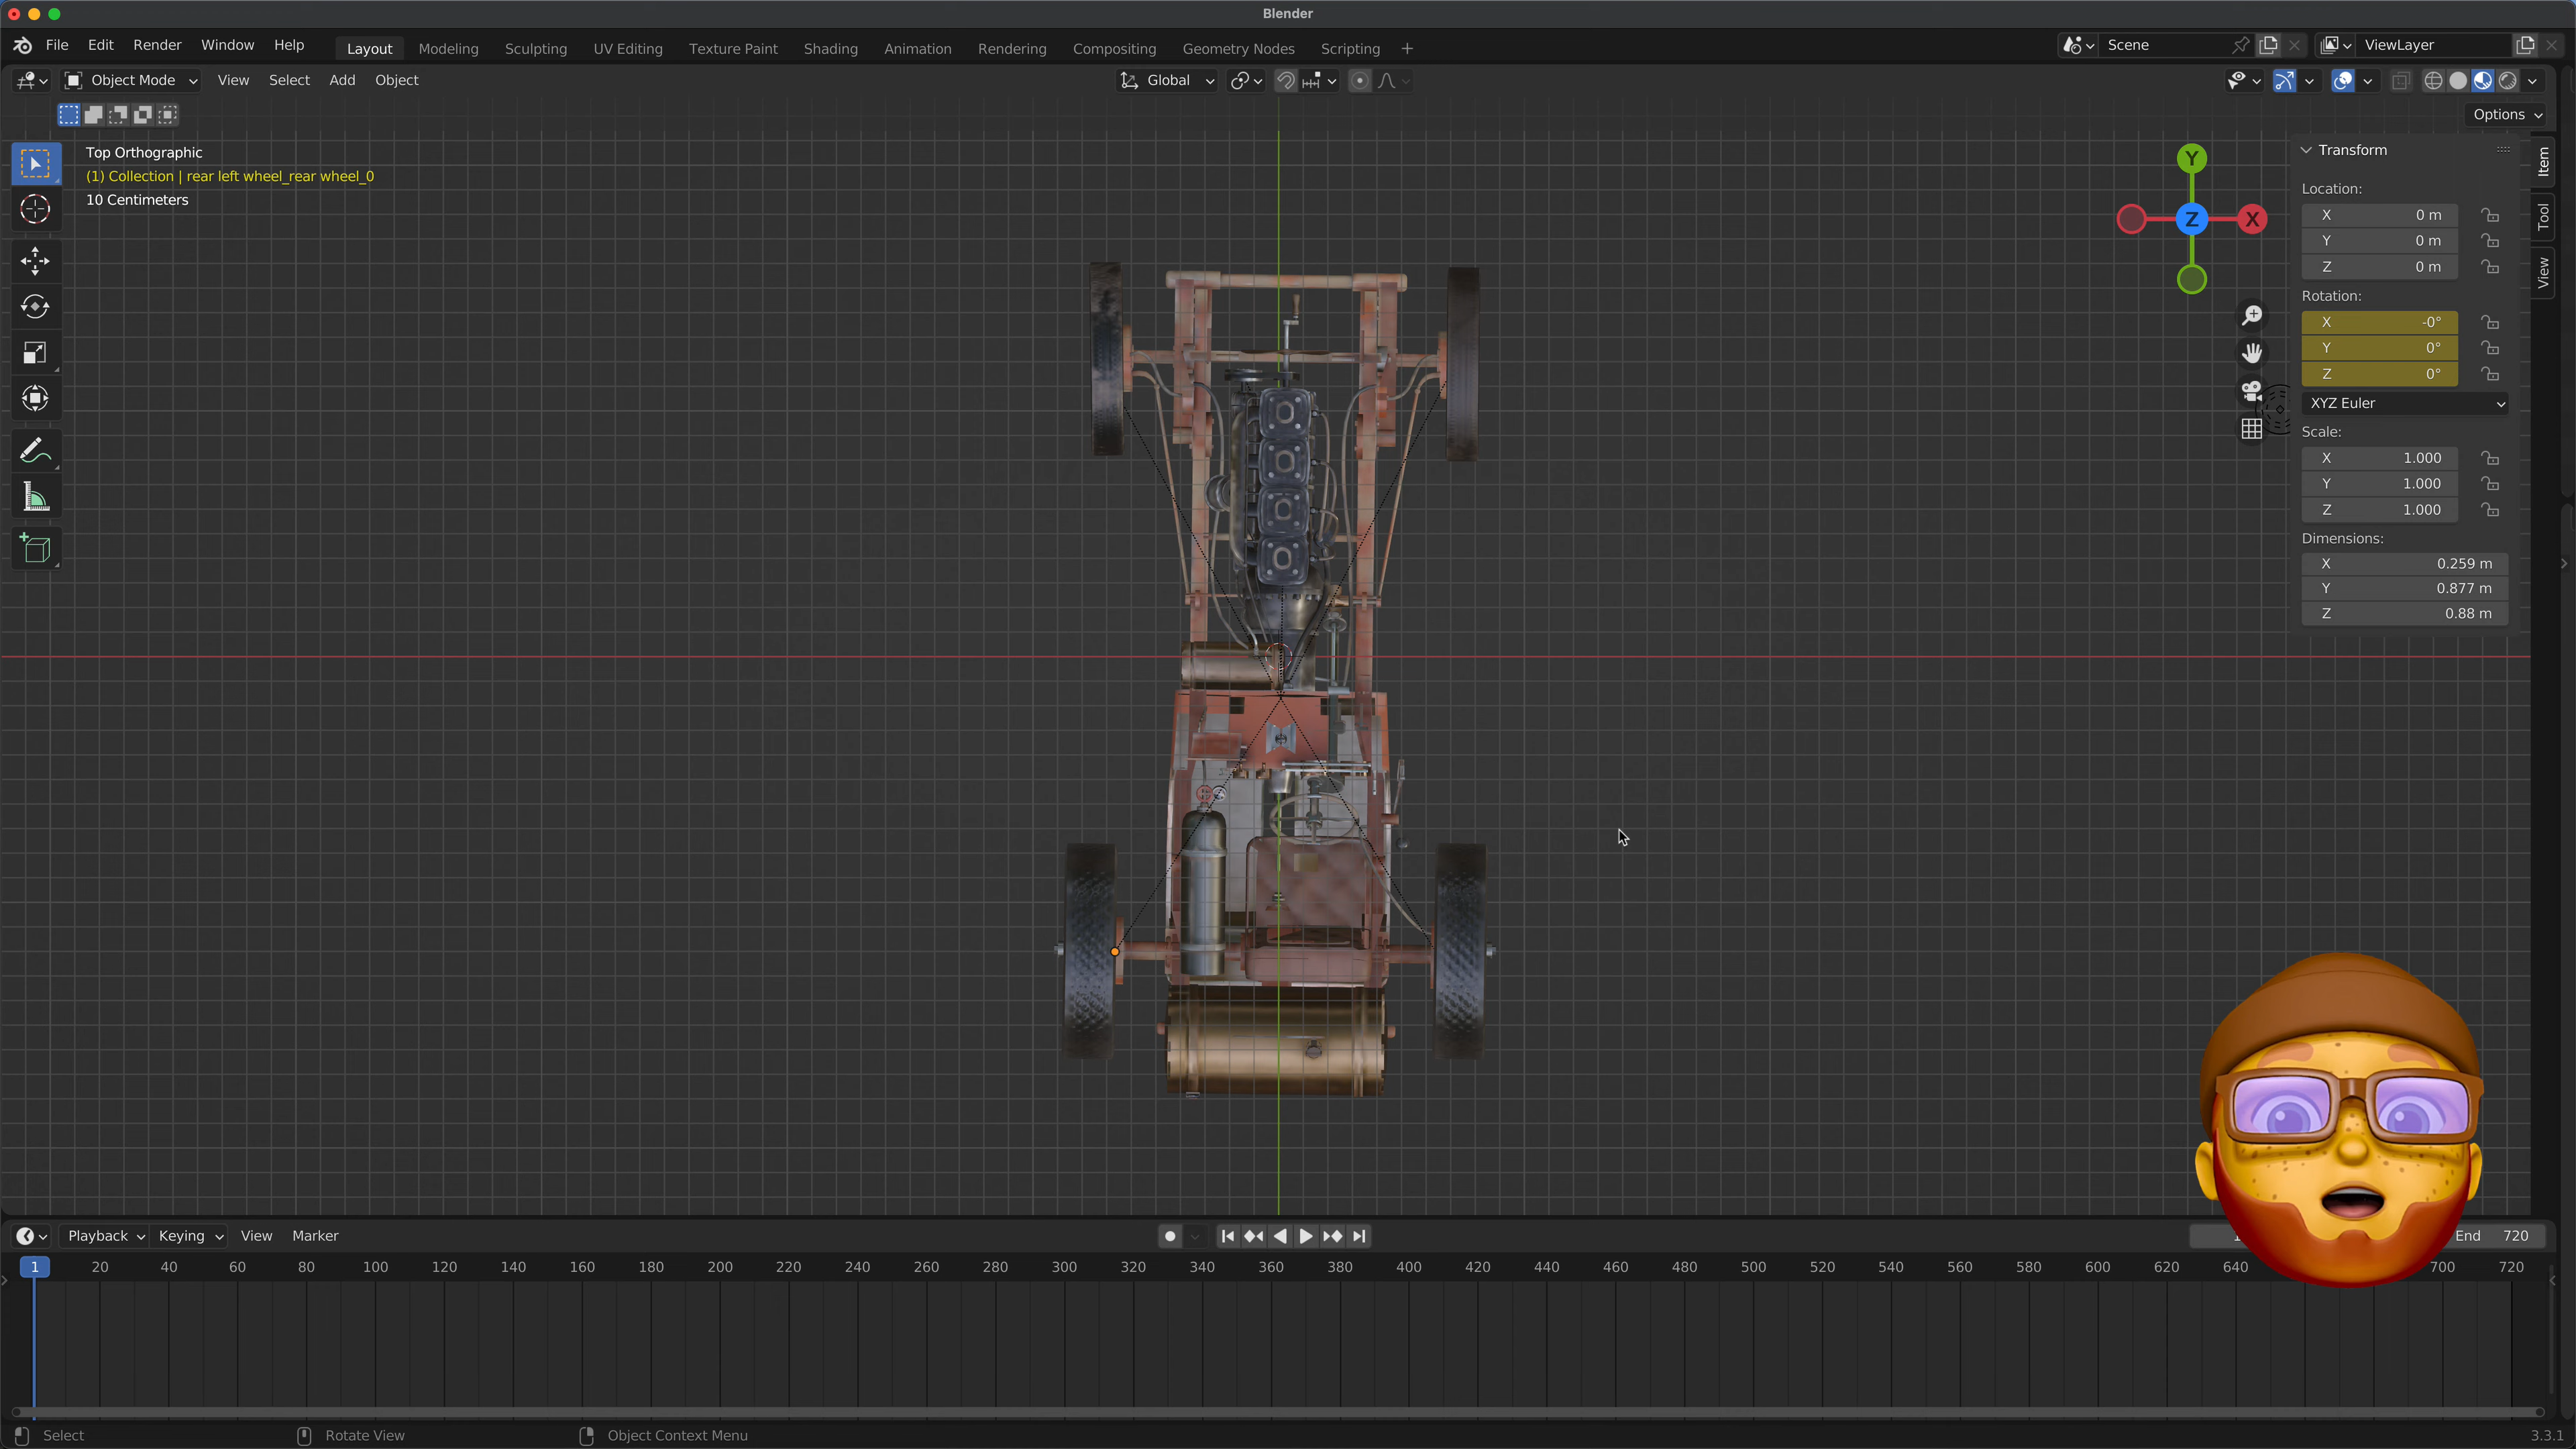 Blender
File Edit Render Window Help
Layout Modeling Sculpting UV Editing Texture Paint Shading Animation Rendering Compositing Geometry Nodes Scripting +
Scene
ViewLayer
Object Mode View Select Add Object
Global
Options
Top Orthographic
(1) Collection | rear left wheel_rear wheel_0
10 Centimeters
Y
Z
X
Transform
Location:
X 0 m
Y 0 m
Z 0 m
Rotation:
X -0°
Y 0°
Z 0°
XYZ Euler
Scale:
X 1.000
Y 1.000
Z 1.000
Dimensions:
X 0.259 m
Y 0.877 m
Z 0.88 m
Item
Tool
View
Playback Keying View Marker
End 720
1 20 40 60 80 100 120 140 160 180 200 220 240 260 280 300 320 340 360 380 400 420 440 460 480 500 520 540 560 580 600 620 640 700 720
Select Rotate View Object Context Menu
3.3.1